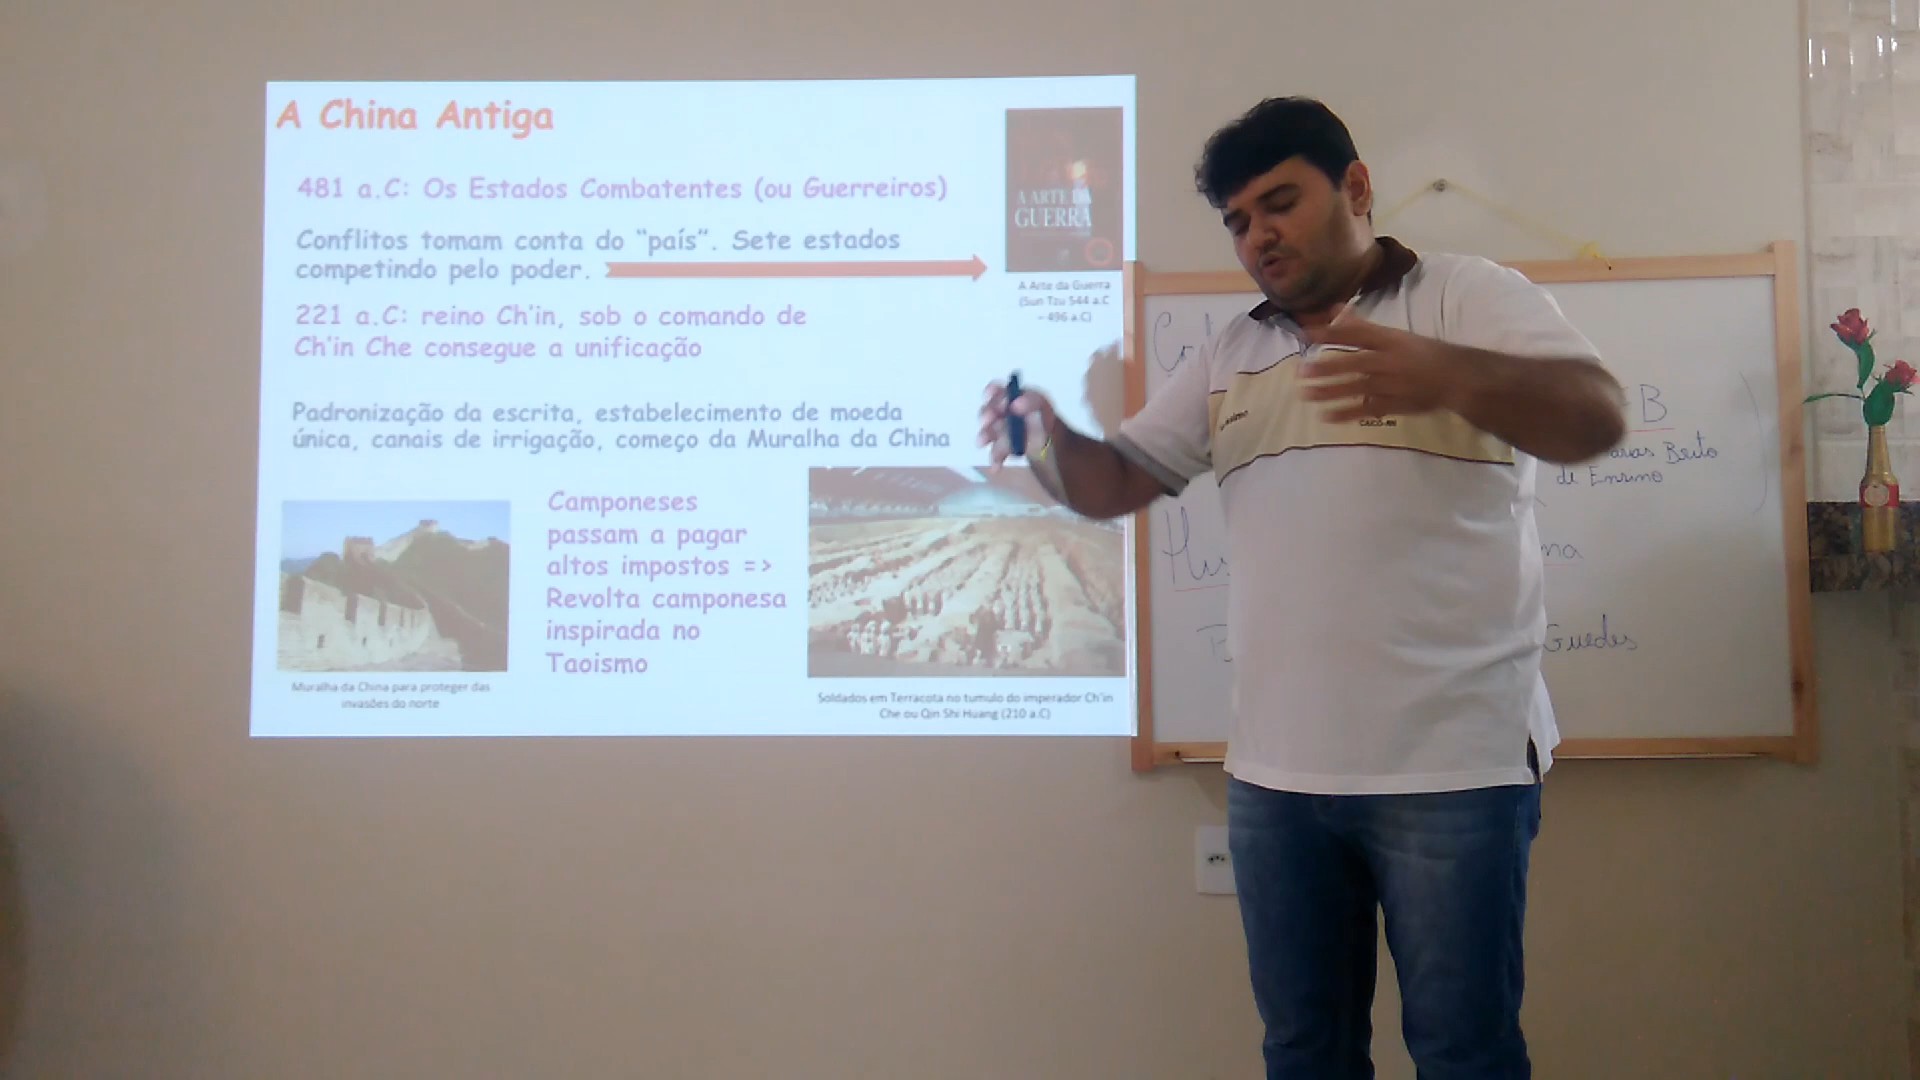 A China Antiga
481 a.C: Os Estados Combatentes (ou Guerreiros)
Conflitos tomam conta do “país”. Sete estados
competindo pelo poder.
A ARTE DA
GUERRA
A Arte da Guerra
(Sun Tzu 544 a.C
– 496 a.C)
221 a.C: reino Ch'in, sob o comando de
Ch'in Che consegue a unificação
Padronização da escrita, estabelecimento de moeda
única, canais de irrigação, começo da Muralha da China
Camponeses
passam a pagar
altos impostos =>
Revolta camponesa
inspirada no
Taoismo
Muralha da China para proteger das
invasões do norte
Soldados em Terracota no tumulo do imperador Ch'in
Che ou Qin Shi Huang (210 a.C)
CAICÓ-RN
B
Brito
de Ensino
Guedes